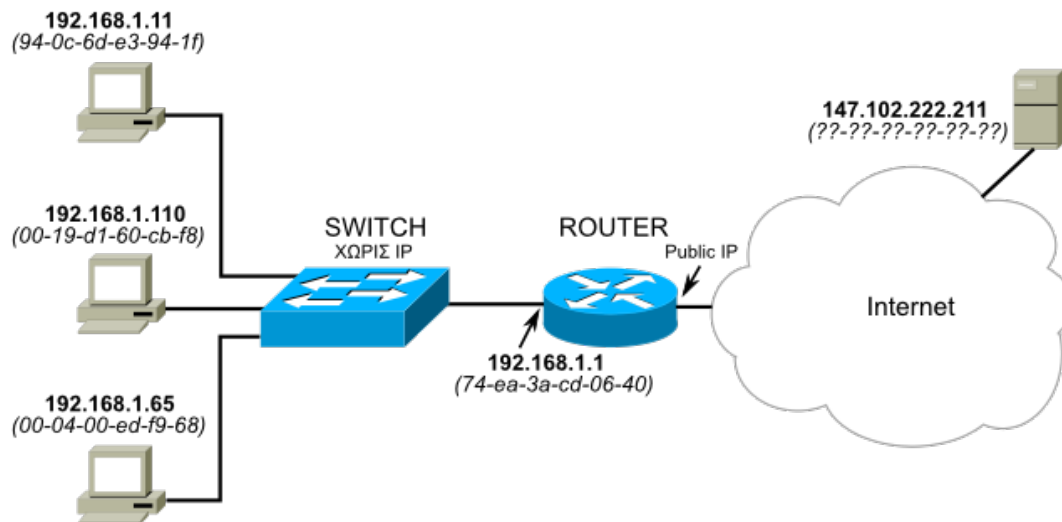 192.168.1.11
(94-0c-6d-e3-94-1f)
147.102.222.211
(??-??-??-??-??-??)
192.168.1.110
(00-19-d1-60-cb-f8)
SWITCH
ΧΩΡΙΣ IP
ROUTER
Public IP
Internet
192.168.1.1
(74-ea-3a-cd-06-40)
192.168.1.65
(00-04-00-ed-f9-68)